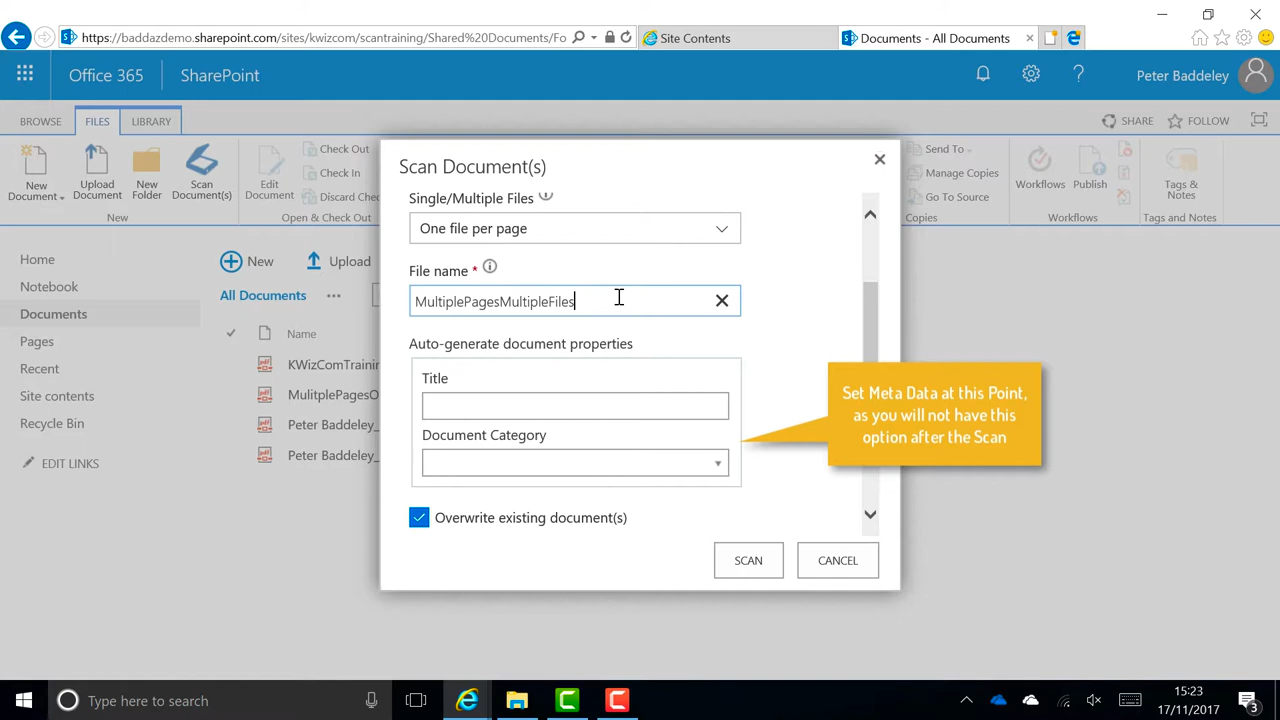 https://baddazdemo.sharepoint.com/sites/kwizcom/scantraining/Shared%20Documents/Fo
Site Contents
Documents - All Documents
Office 365
SharePoint
Peter Baddeley
BROWSE
FILES
LIBRARY
SHARE
FOLLOW
New Document
Upload Document
New Folder
Scan Document(s)
New
Edit Document
Check Out
Check In
Discard Chec
Open & Check Out
Send To
Manage Copies
Go To Source
Copies
Workflows
Publish
Workflows
Tags & Notes
Tags and Notes
Home
Notebook
Documents
Pages
Recent
Site contents
Recycle Bin
EDIT LINKS
New
Upload
All Documents
Name
KWizComTrainin
MulitplePagesO
Peter Baddeley_
Peter Baddeley_
Scan Document(s)
Single/Multiple Files
One file per page
File name *
MultiplePagesMultipleFiles
Auto-generate document properties
Title
Document Category
Overwrite existing document(s)
SCAN
CANCEL
Set Meta Data at this Point,
as you will not have this
option after the Scan
Type here to search
15:23
17/11/2017
3